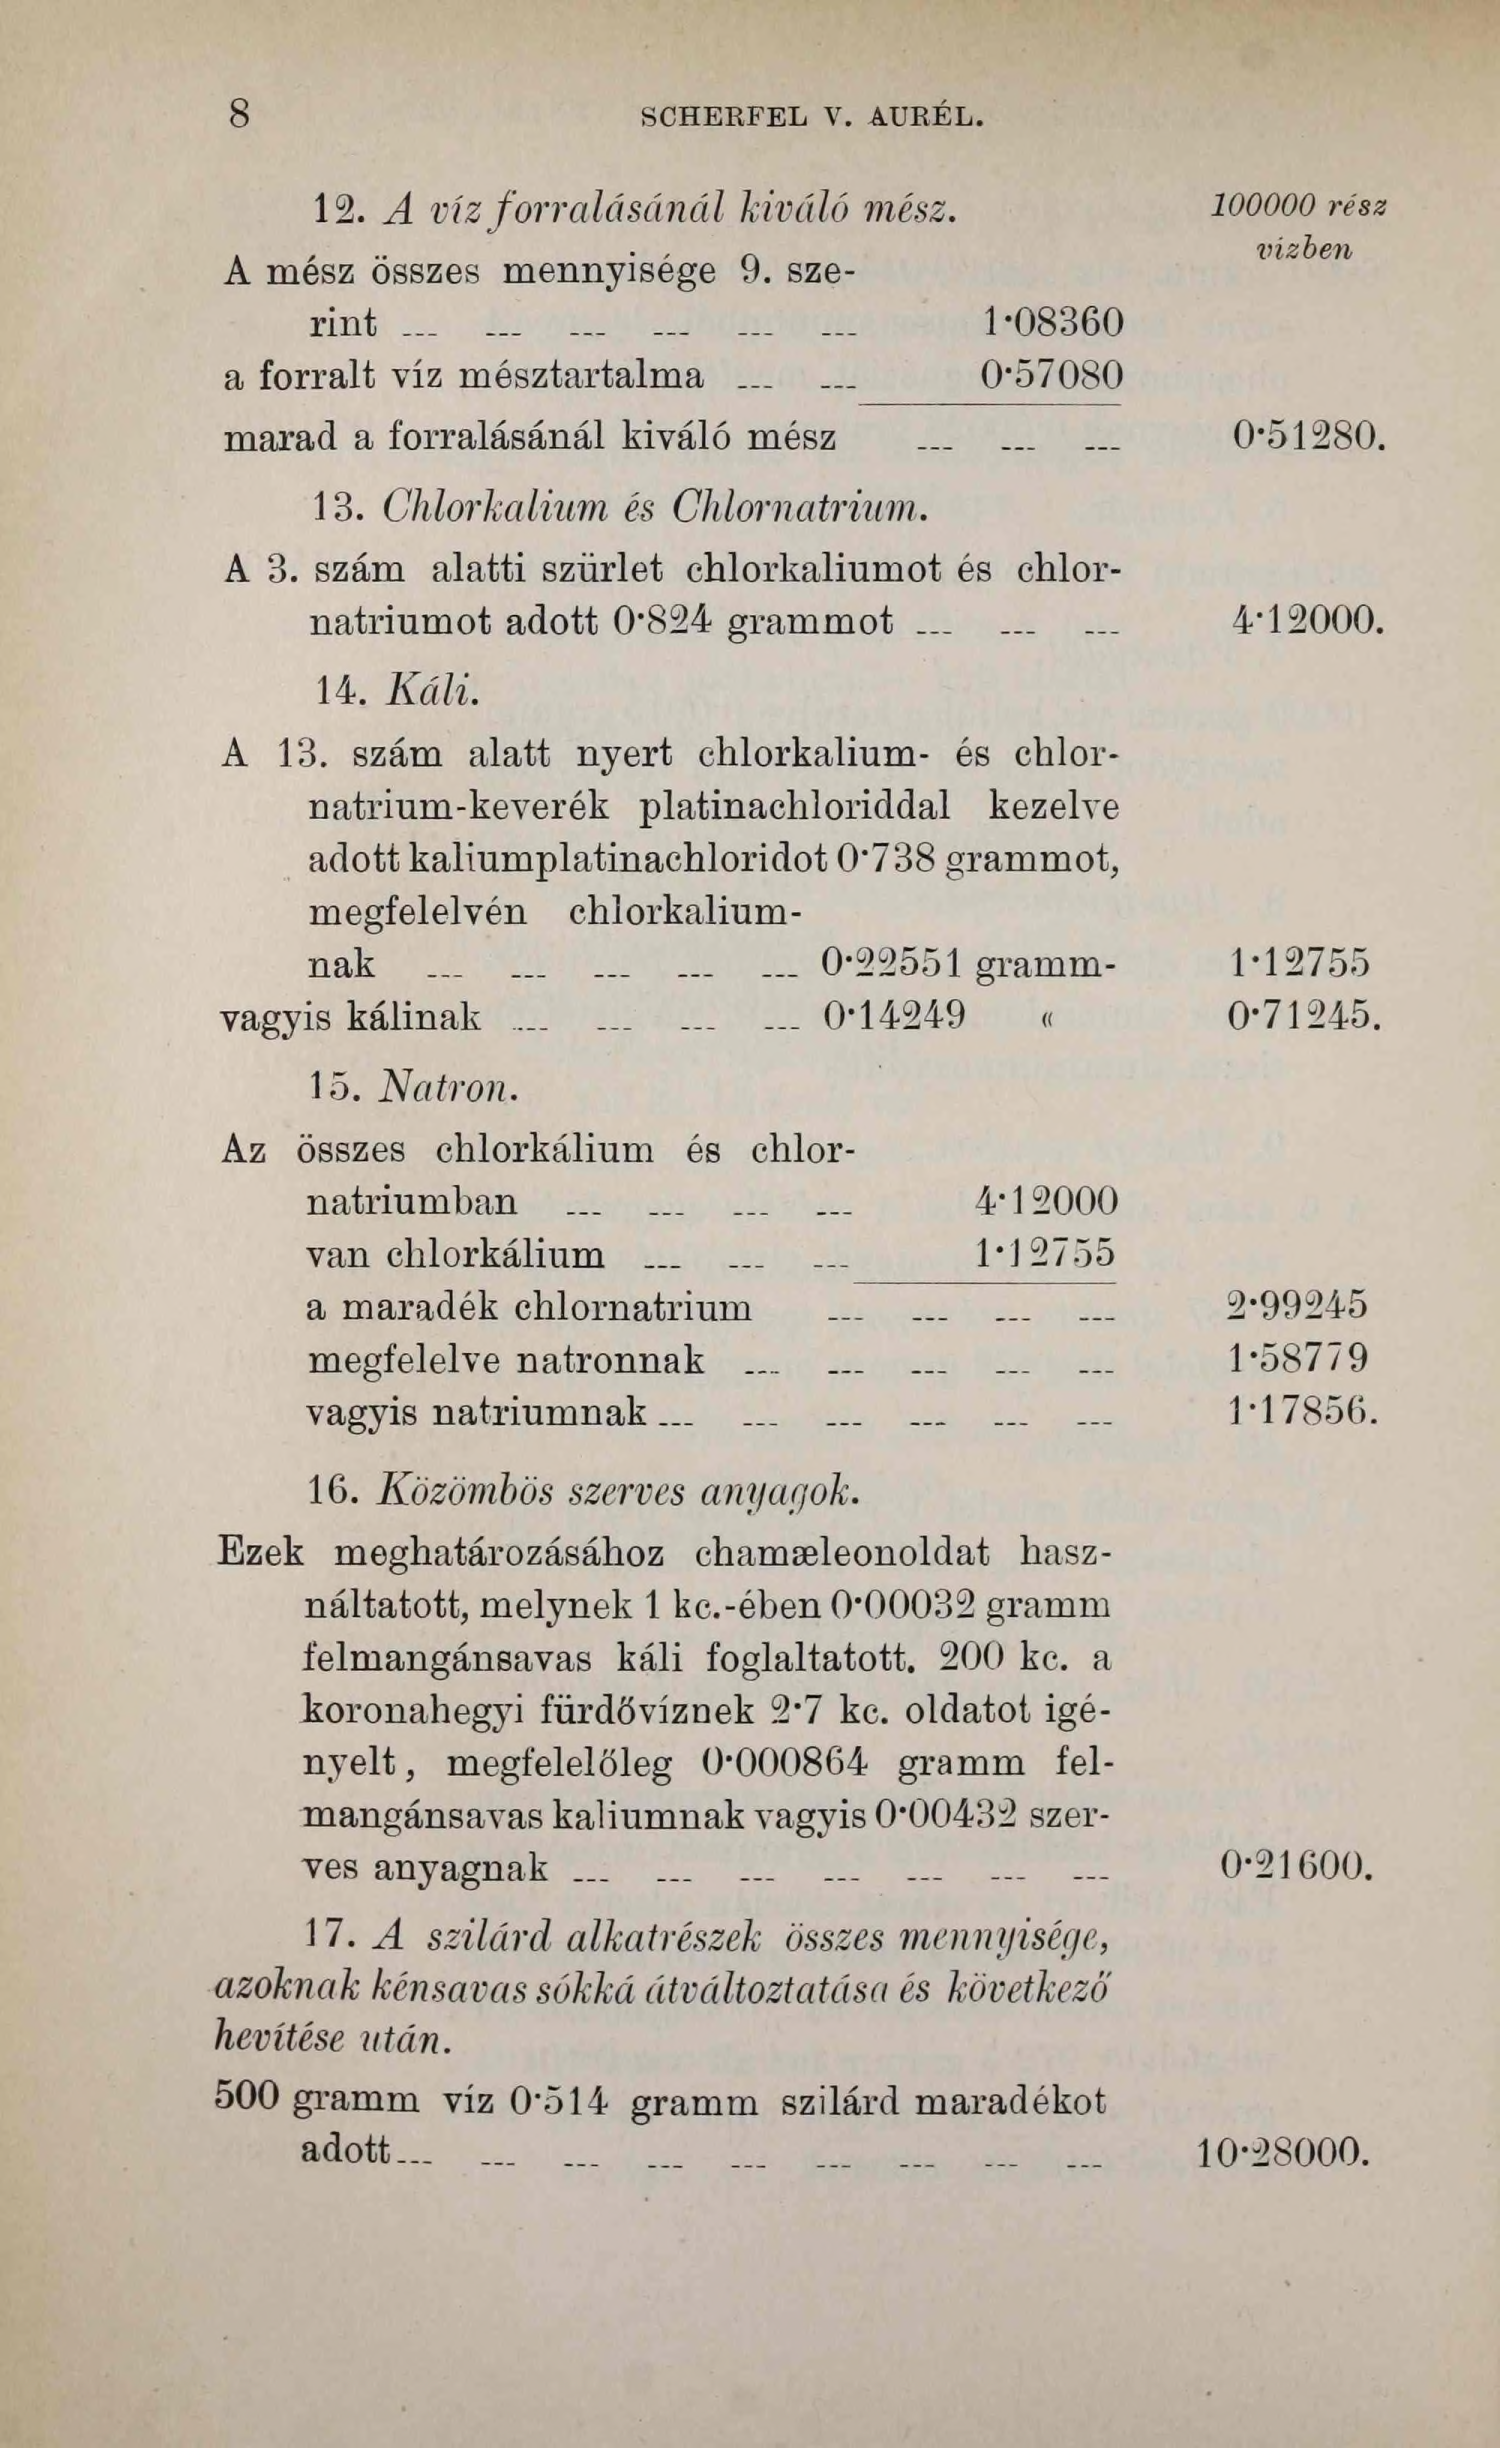 8 SCHERFEL V. AURÉL.
12. A víz forralásánál kiváló mész. 100000 rész
vizben
A mész összes mennyisége 9. sze-
rint --- --- --- --- --- --- 1·08360
a forralt víz mésztartalma --- --- 0·57080
marad a forralásánál kiváló mész --- --- --- 0·51280.
13. Chlorkalium és Chlornatrium.
A 3. szám alatti szürlet chlorkaliumot és chlor-
natriumot adott 0·824 grammot --- --- --- 4·12000.
14. Káli.
A 13. szám alatt nyert chlorkalium- és chlor-
natrium-keverék platinachloriddal kezelve
adott kaliumplatinachloridot 0·738 grammot,
megfelelvén chlorkalium-
nak --- --- --- --- --- 0·22551 gramm- 1·12755
vagyis kálinak --- --- --- --- 0·14249 « 0·71245.
15. Natron.
Az összes chlorkálium és chlor-
natriumban --- --- --- --- 4·12000
van chlorkálium --- --- --- 1·12755
a maradék chlornatrium --- --- --- --- 2·99245
megfelelve natronnak --- --- --- --- --- 1·58779
vagyis natriumnak --- --- --- --- --- --- 1·17856.
16. Közömbös szerves anyagok.
Ezek meghatározásához chamæleonoldat hasz-
náltatott, melynek 1 kc.-ében 0·00032 gramm
felmangánsavas káli foglaltatott. 200 kc. a
koronahegyi fürdővíznek 2·7 kc. oldatot igé-
nyelt, megfelelőleg 0·000864 gramm fel-
mangánsavas kaliumnak vagyis 0·00432 szer-
ves anyagnak --- --- --- --- --- --- --- 0·21600.
17. A szilárd alkatrészek összes mennyisége,
azoknak kénsavas sókká átváltoztatása és következő
hevítése után.
500 gramm víz 0·514 gramm szilárd maradékot
adott --- --- --- --- --- --- --- --- --- 10·28000.